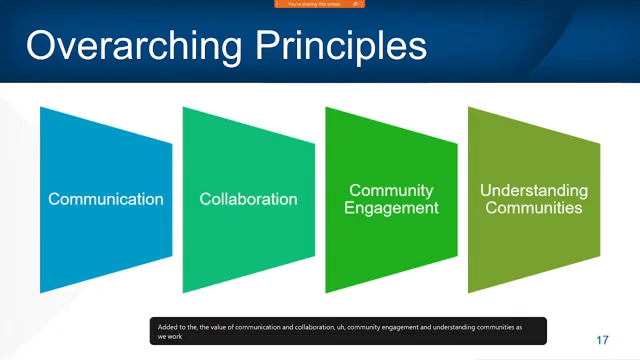 You're sharing this screen
Overarching Principles
Communication
Collaboration
Community
Engagement
Understanding
Communities
Added to the, the value of communication and collaboration, uh, community engagement and understanding communities as
we work
17